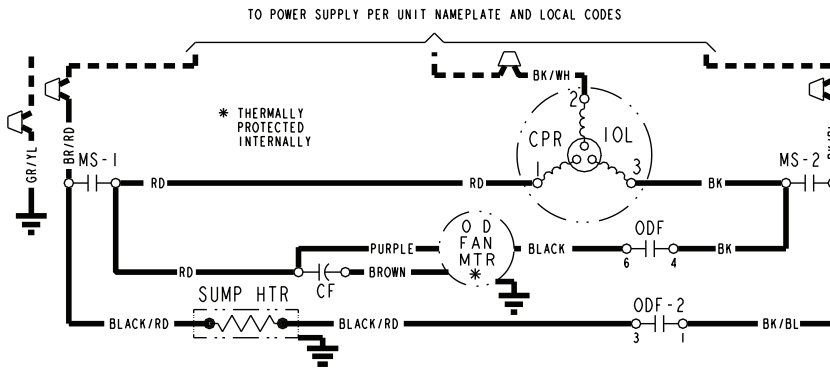 TO POWER SUPPLY PER UNIT NAMEPLATE AND LOCAL CODES
BK/WH
* THERMALLY
PROTECTED
INTERNALLY
GR/YL
BR/RD
2
CPR
IOL
1
3
MS-1
MS-2
RD
RD
BK
O D
FAN
MTR
*
PURPLE
BLACK
ODF
6
4
BK
RD
CF
BROWN
SUMP HTR
ODF-2
BLACK/RD
BLACK/RD
3
1
BK/BL